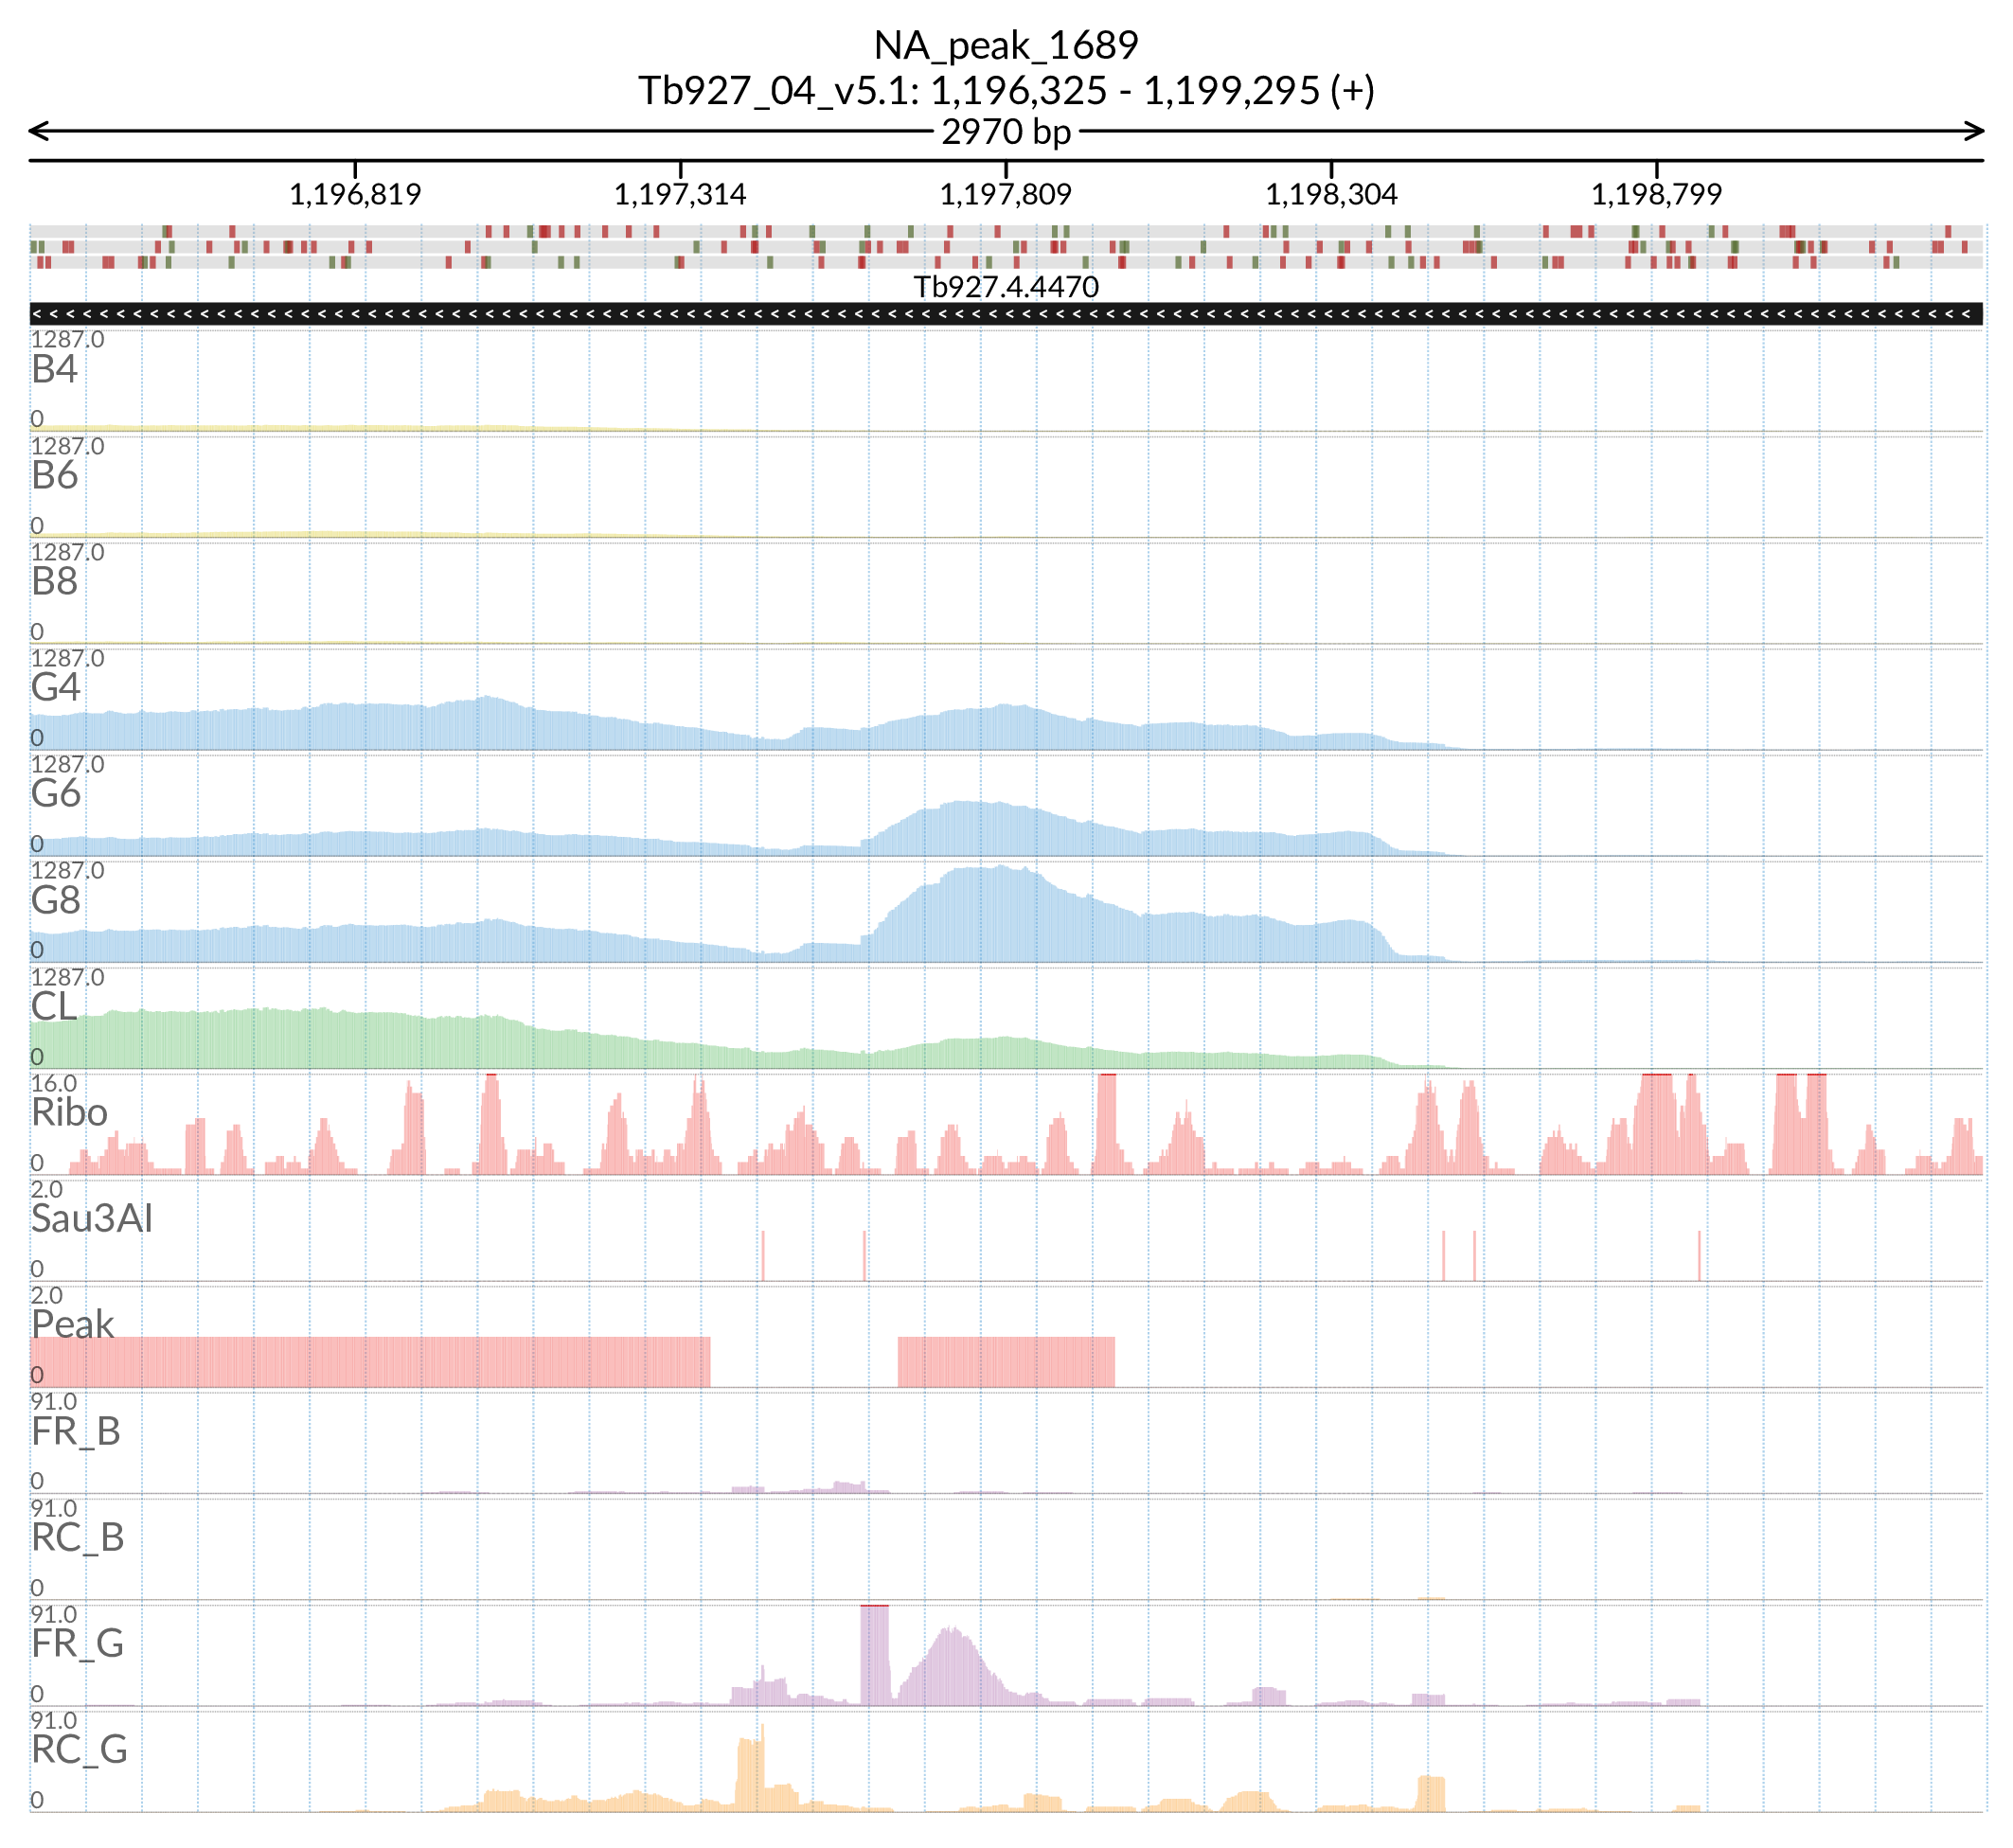 NA_peak_1689
Tb927_04_v5.1: 1,196,325 - 1,199,295 (+)
2970 bp
1,196,819 1,197,314 1,197,809 1,198,304 1,198,799
Tb927.4.4470
1287.0
B4
0
1287.0
B6
0
1287.0
B8
0
1287.0
G4
0
1287.0
G6
0
1287.0
G8
0
1287.0
CL
0
16.0
Ribo
0
2.0
Sau3AI
0
2.0
Peak
0
91.0
FR_B
0
91.0
RC_B
0
91.0
FR_G
0
91.0
RC_G
0